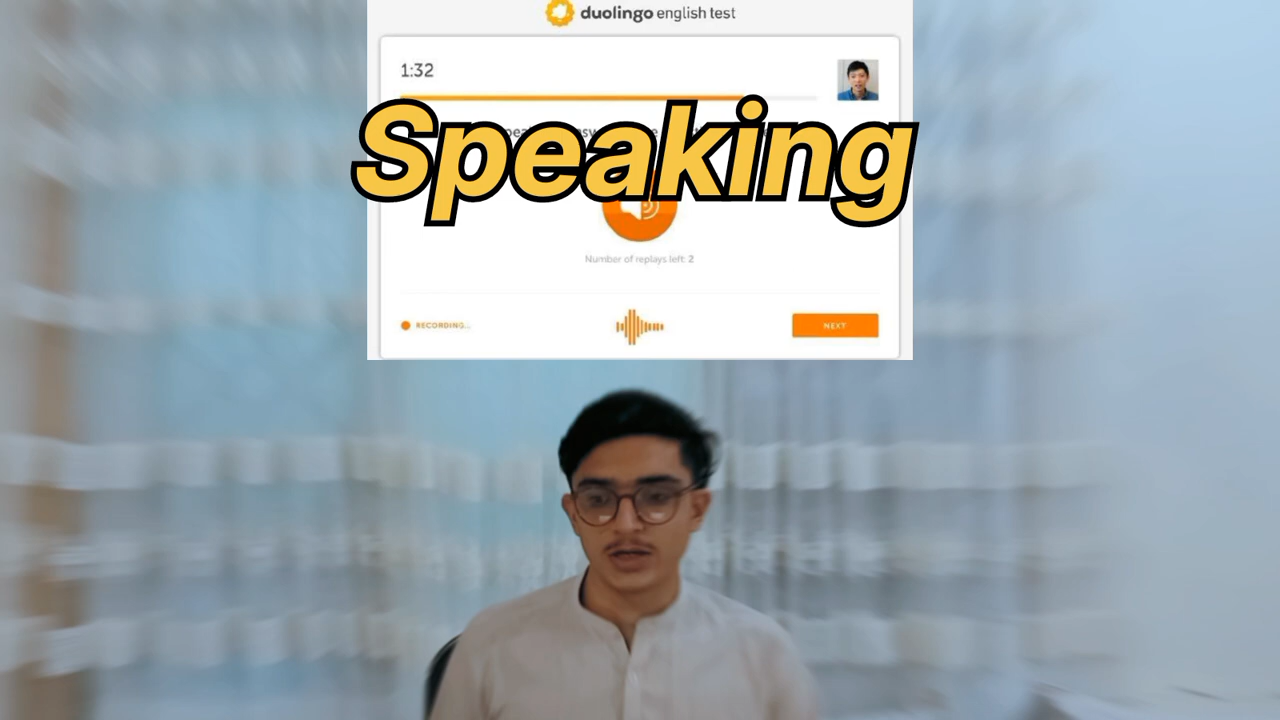 duolingo english test
1:32
Speaking
Number of replays left: 2
RECORDING...
NEXT